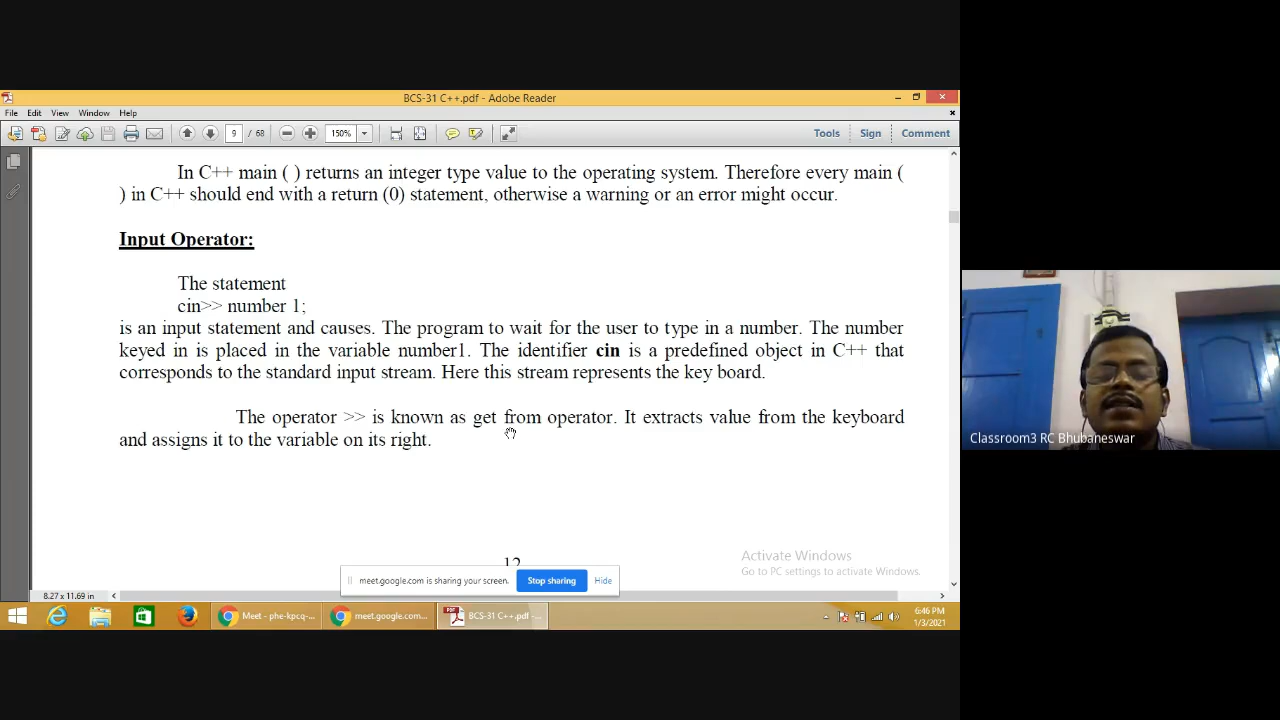 BCS-31 C++.pdf - Adobe Reader
File Edit View Window Help
9 / 68 150% Tools Sign Comment
In C++ main ( ) returns an integer type value to the operating system. Therefore every main (
) in C++ should end with a return (0) statement, otherwise a warning or an error might occur.
Input Operator:
The statement
cin>> number 1;
is an input statement and causes. The program to wait for the user to type in a number. The number
keyed in is placed in the variable number1. The identifier cin is a predefined object in C++ that
corresponds to the standard input stream. Here this stream represents the key board.
The operator >> is known as get from operator. It extracts value from the keyboard
and assigns it to the variable on its right.
Classroom3 RC Bhubaneswar
12
Activate Windows
Go to PC settings to activate Windows.
meet.google.com is sharing your screen. Stop sharing Hide
8.27 x 11.69 in
Meet - phe-kpcq-... meet.google.com... BCS-31 C++.pdf -...
6:46 PM
1/3/2021